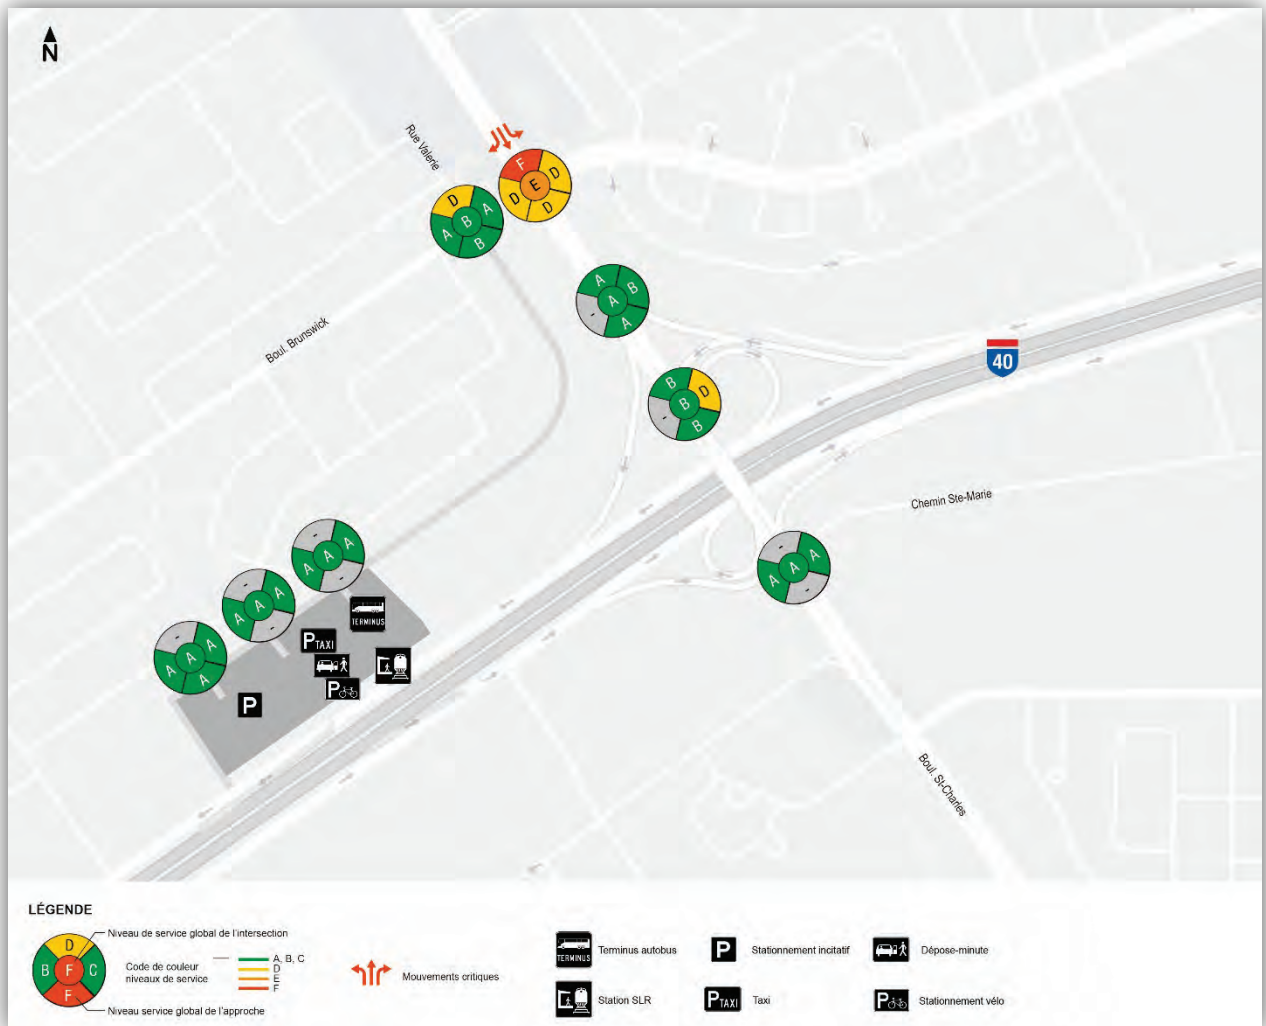 N
Rue Valerie
F
D
E
D
D
D
A
B
A
B
A
B
A
-
A
Boul. Brunswick
40
B
D
B
-
B
Chemin Ste-Marie
-
A
A
A
-
-
A
A
A
-
-
A
A
A
-
-
A
A
A
A
TERMINUS
P TAXI
P
P
Boul. St-Charles
LÉGENDE
Niveau de service global de l'intersection
D
B
F
C
F
Code de couleur
niveaux de service
A, B, C
D
E
F
Niveau service global de l'approche
Mouvements critiques
TERMINUS
Terminus autobus
P
Stationnement incitatif
Dépose-minute
Station SLR
P TAXI
Taxi
P
Stationnement vélo